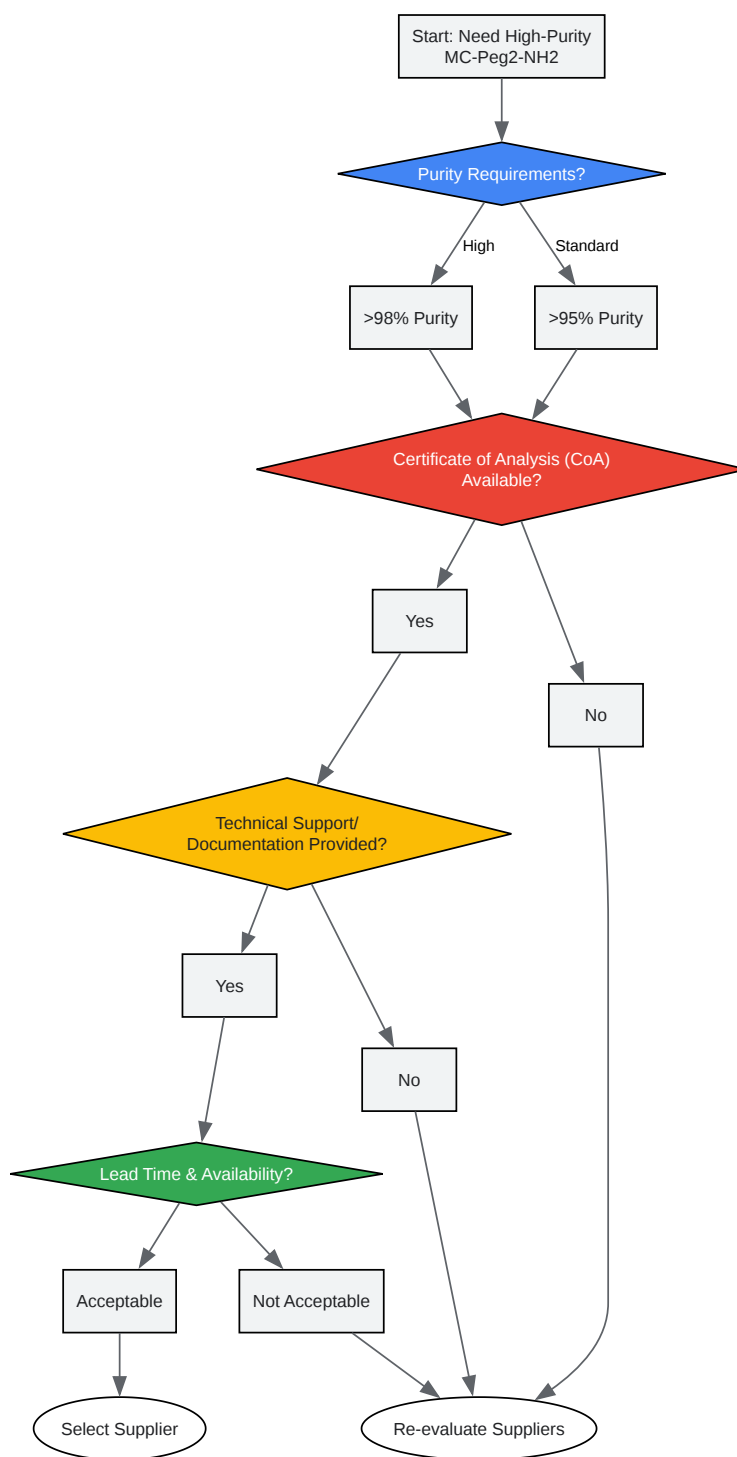 Start: Need High-Purity
MC-Peg2-NH2
Purity Requirements?
High
Standard
>98% Purity
>95% Purity
Certificate of Analysis (CoA)
Available?
Yes
No
Technical Support/
Documentation Provided?
Yes
No
Lead Time & Availability?
Acceptable
Not Acceptable
Select Supplier
Re-evaluate Suppliers